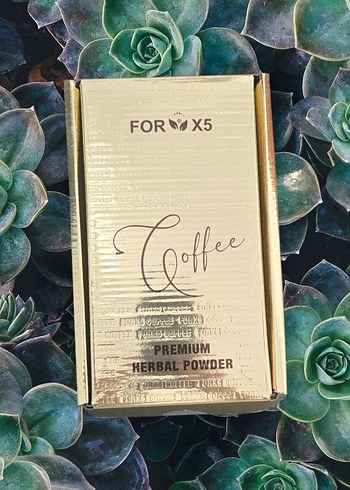 FOR X5
Coffee
PREMIUM
HERBAL POWDER